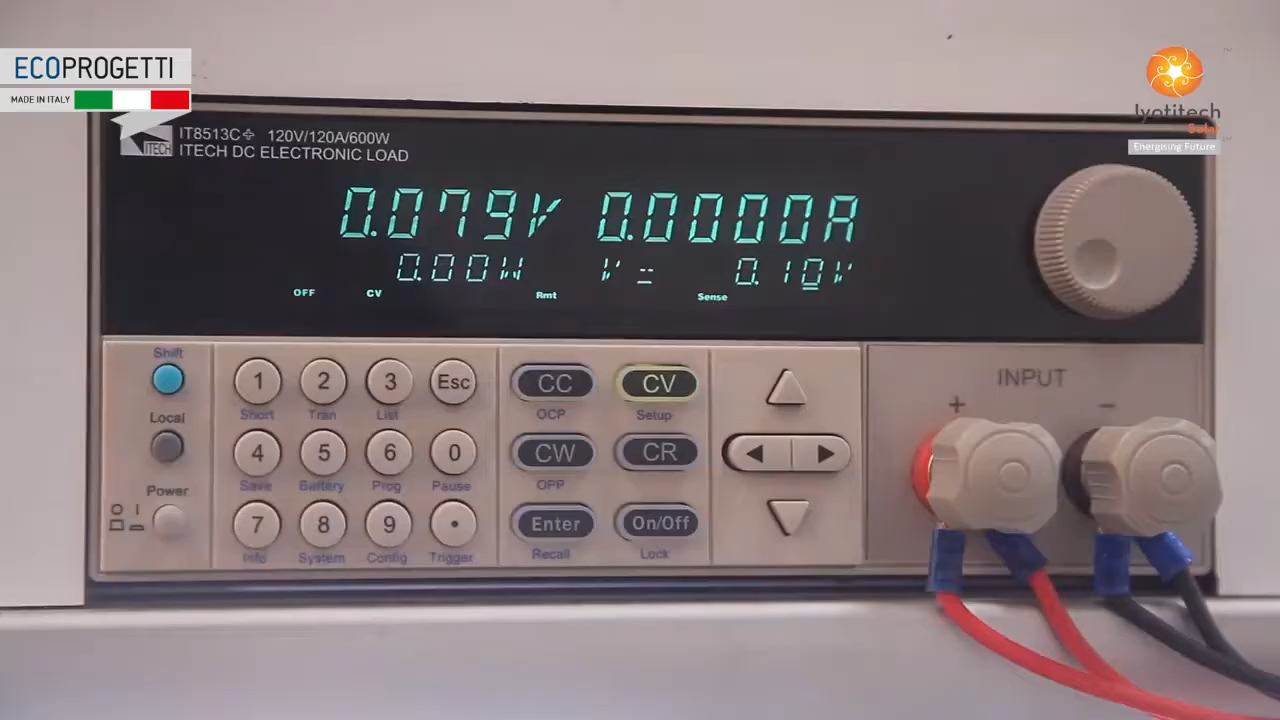 ECOPROGETTI
MADE IN ITALY
Jyotitech
Solar
Energising Future
ITECH
IT8513C+ 120V/120A/600W
ITECH DC ELECTRONIC LOAD
0.079V 0.0000A
0.00W V= 0.10V
OFF CV Rmt Sense
Shift
Local
Power
O I
1 2 3 Esc
Short Tran List
4 5 6 0
Save Battery Prog Pause
7 8 9 •
Info System Config Trigger
CC CV
OCP Setup
CW CR
OPP
Enter On/Off
Recall Lock
INPUT
+ −